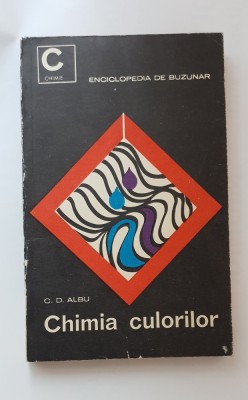 C
CHIMIE
ENCICLOPEDIA DE BUZUNAR
C. D. ALBU
Chimia culorilor